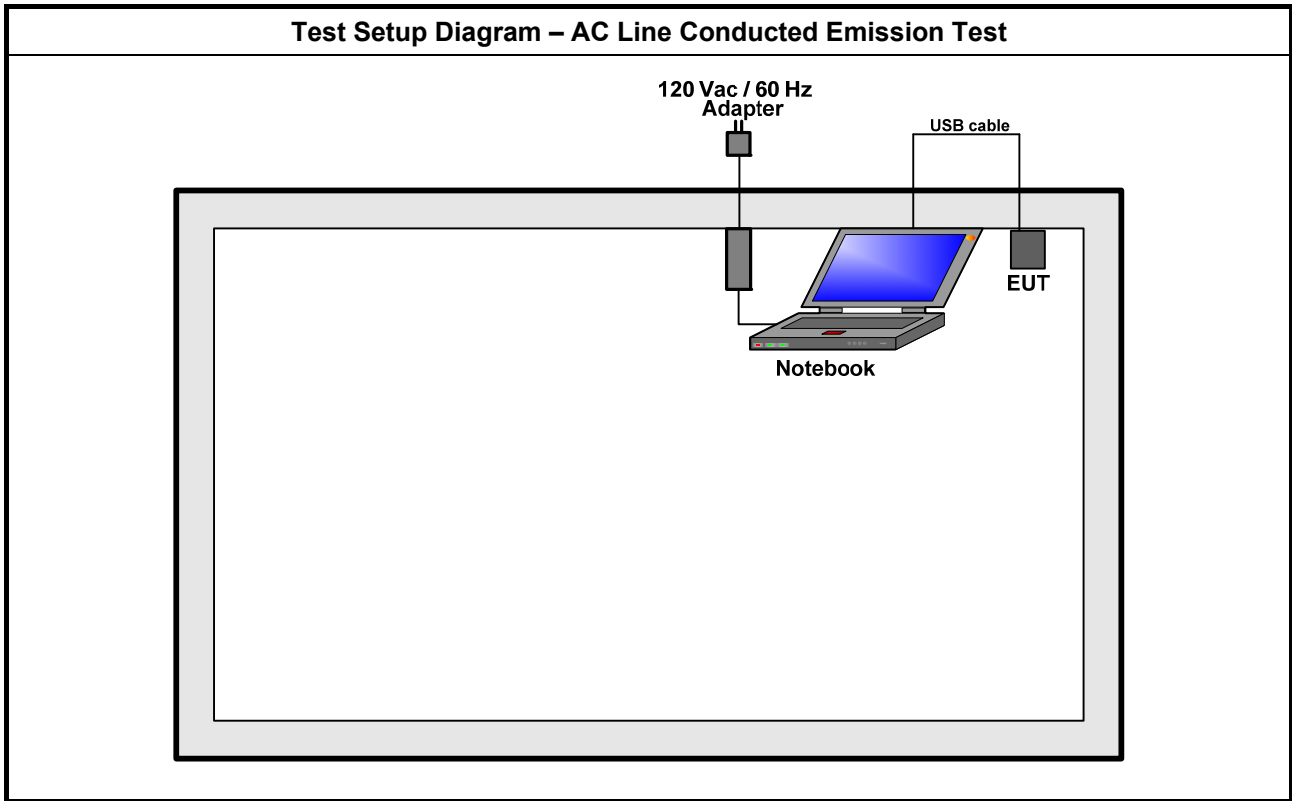 Test Setup Diagram – AC Line Conducted Emission Test
120 Vac / 60 Hz
Adapter
USB cable
EUT
Notebook